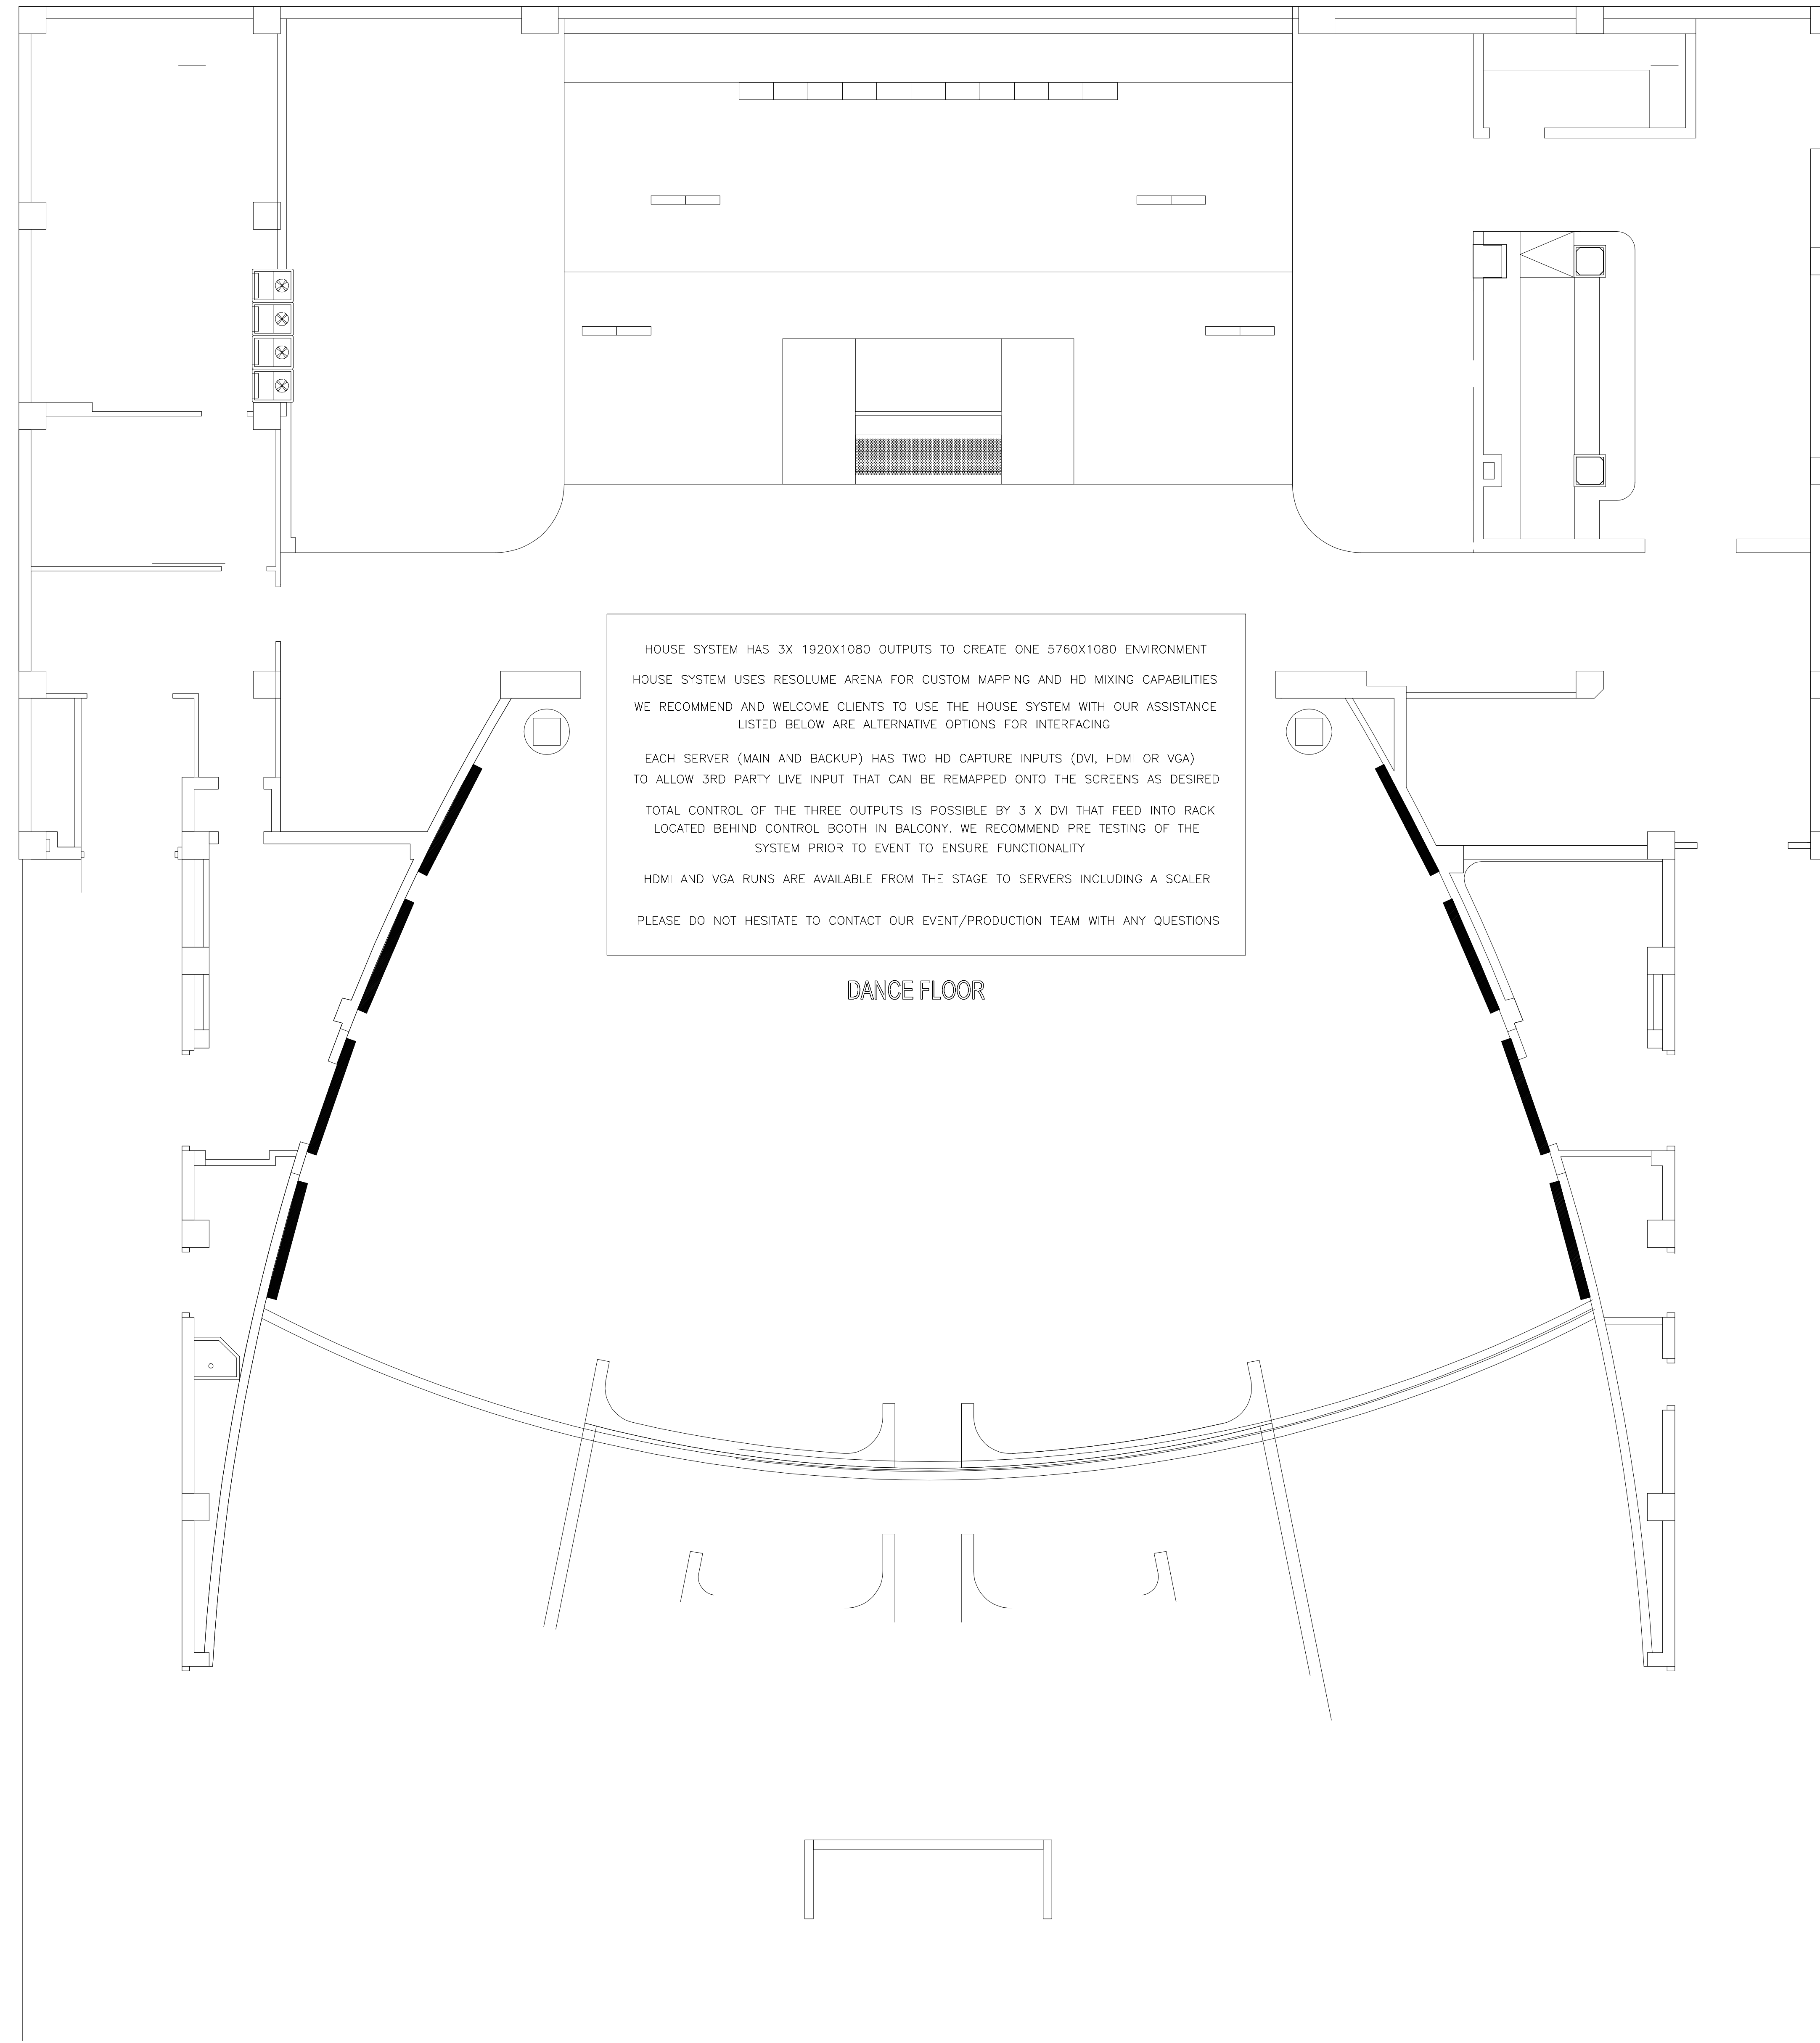 HOUSE SYSTEM HAS 3X 1920X1080 OUTPUTS TO CREATE ONE 5760X1080 ENVIRONMENT
HOUSE SYSTEM USES RESOLUME ARENA FOR CUSTOM MAPPING AND HD MIXING CAPABILITIES
WE RECOMMEND AND WELCOME CLIENTS TO USE THE HOUSE SYSTEM WITH OUR ASSISTANCE
LISTED BELOW ARE ALTERNATIVE OPTIONS FOR INTERFACING
EACH SERVER (MAIN AND BACKUP) HAS TWO HD CAPTURE INPUTS (DVI, HDMI OR VGA)
TO ALLOW 3RD PARTY LIVE INPUT THAT CAN BE REMAPPED ONTO THE SCREENS AS DESIRED
TOTAL CONTROL OF THE THREE OUTPUTS IS POSSIBLE BY 3 X DVI THAT FEED INTO RACK
LOCATED BEHIND CONTROL BOOTH IN BALCONY. WE RECOMMEND PRE TESTING OF THE
SYSTEM PRIOR TO EVENT TO ENSURE FUNCTIONALITY
HDMI AND VGA RUNS ARE AVAILABLE FROM THE STAGE TO SERVERS INCLUDING A SCALER
PLEASE DO NOT HESITATE TO CONTACT OUR EVENT/PRODUCTION TEAM WITH ANY QUESTIONS
DANCE FLOOR